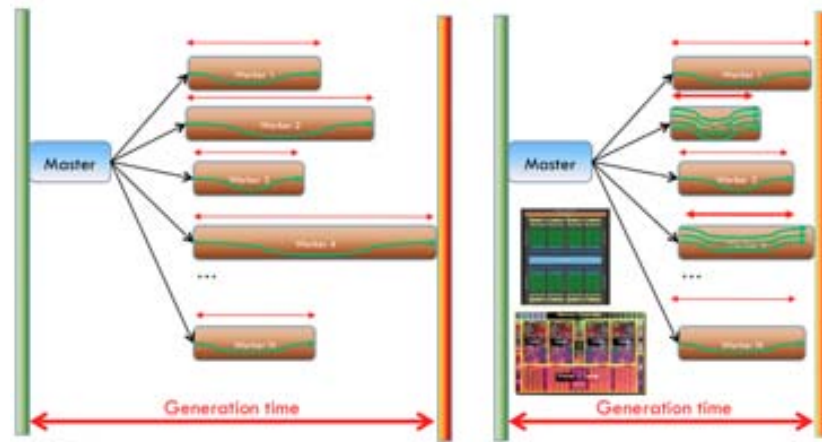 Master
Worker 1
Worker 2
Worker 3
Worker 4
...
Worker N
Generation time
Master
Worker 1
Worker 3
...
Worker N
Generation time